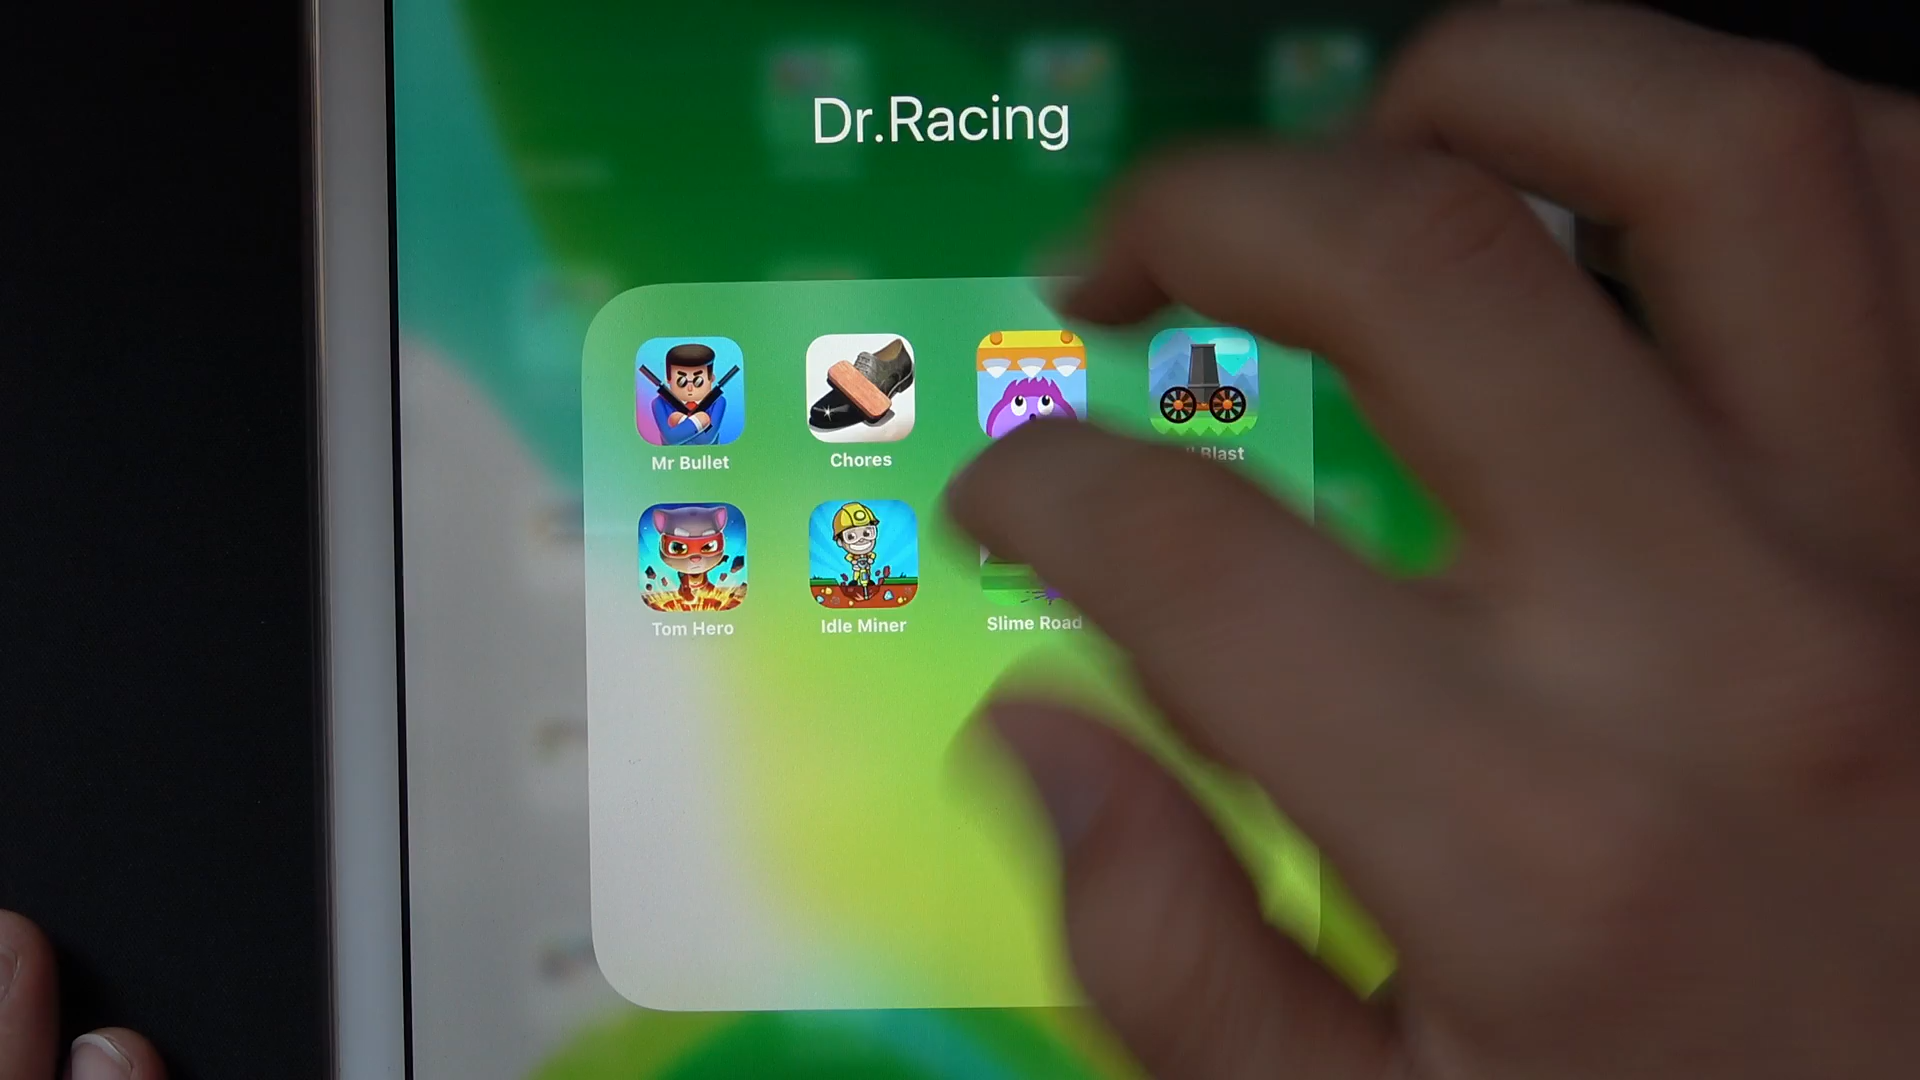 Dr.Racing
Mr Bullet
Chores
Blast
Tom Hero
Idle Miner
Slime Road